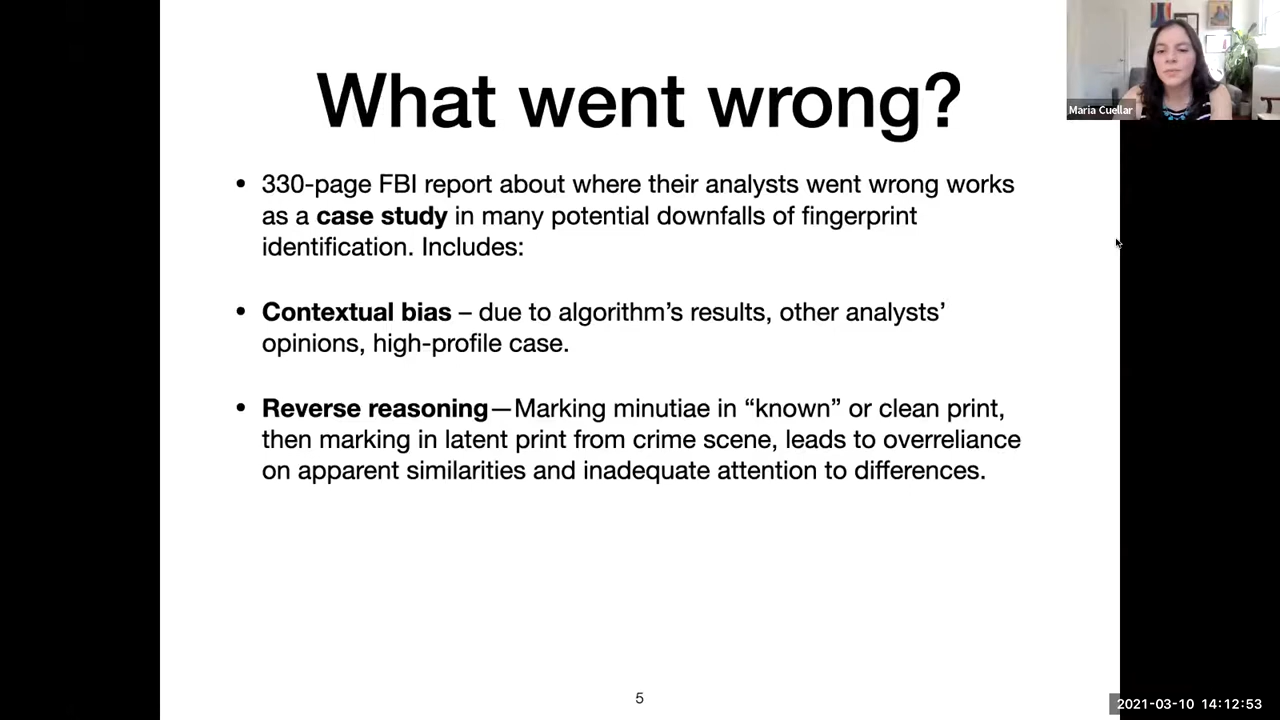 What went wrong?
Maria Cuellar
• 330-page FBI report about where their analysts went wrong works
as a case study in many potential downfalls of fingerprint
identification. Includes:
• Contextual bias – due to algorithm’s results, other analysts’
opinions, high-profile case.
• Reverse reasoning—Marking minutiae in “known” or clean print,
then marking in latent print from crime scene, leads to overreliance
on apparent similarities and inadequate attention to differences.
5
2021-03-10 14:12:53